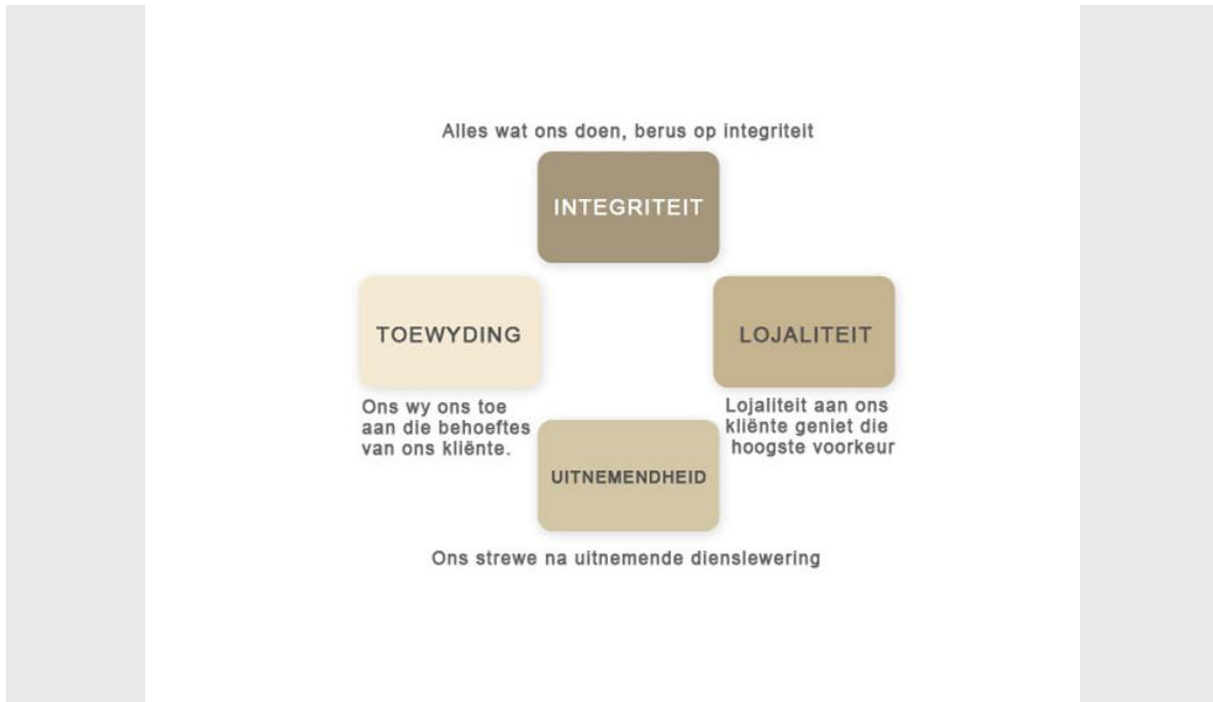 Alles wat ons doen, berus op integriteit
INTEGRITEIT
TOEWYDING
Ons wy ons toe
aan die behoeftes
van ons kliënte.
LOJALITEIT
Lojaliteit aan ons
kliënte geniet die
hoogste voorkeur
UITNEMENDHEID
Ons strewe na uitnemende dienslewering